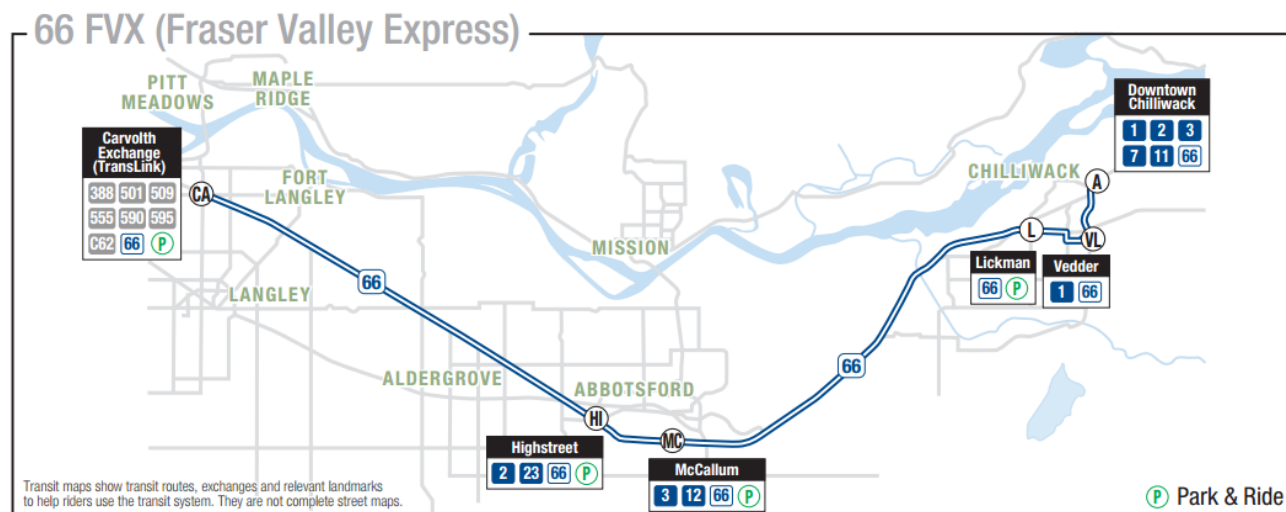 66 FVX (Fraser Valley Express)
PITT
MEADOWS
MAPLE
RIDGE
Downtown
Chilliwack
1 2 3
7 11 66
Carvolth
Exchange
(TransLink)
388 501 509
555 590 595
C62 66 P
CA
FORT
LANGLEY
CHILLIWACK
A
MISSION
L
VL
Lickman
66 P
Vedder
1 66
66
LANGLEY
66
ALDERGROVE
ABBOTSFORD
HI
MC
Highstreet
2 23 66 P
McCallum
3 12 66 P
Transit maps show transit routes, exchanges and relevant landmarks
to help riders use the transit system. They are not complete street maps.
P Park & Ride